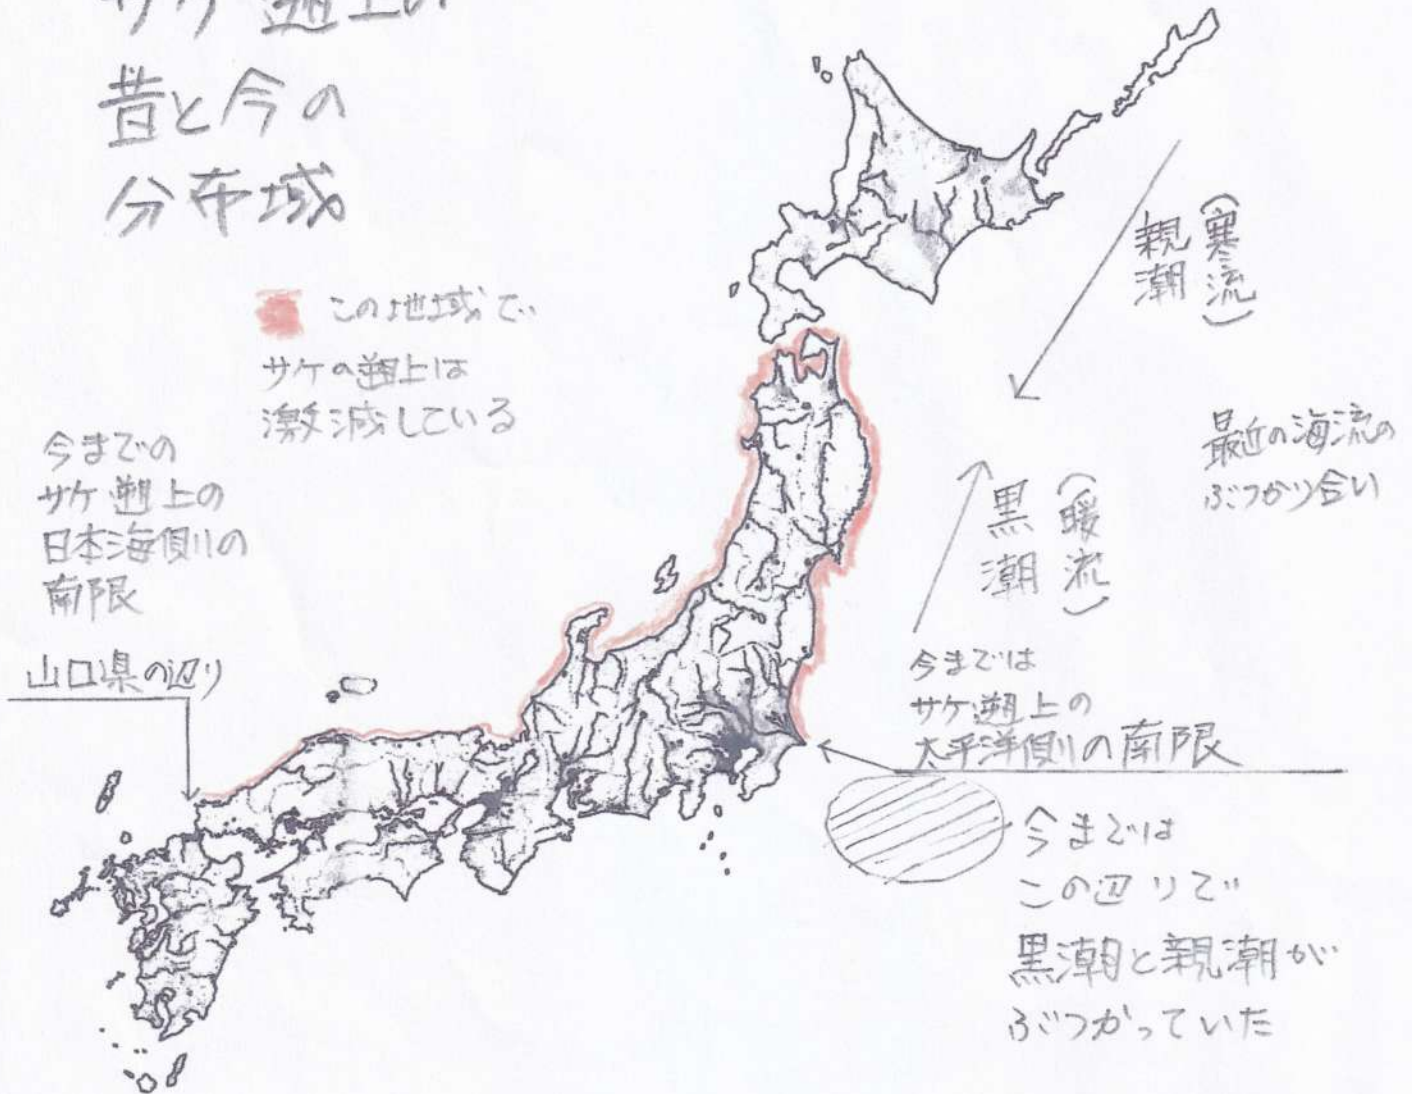 サケ遡上の
昔と今の
分布域
この地域で
サケの遡上は
激減している
今までの
サケ遡上の
日本海側の
南限
山口県の辺り
(寒流)
親潮
最近の海流の
ぶつかり合い
(暖流)
黒潮
今までは
サケ遡上の
太平洋側の南限
今までは
この辺りで
黒潮と親潮が
ぶつかっていた